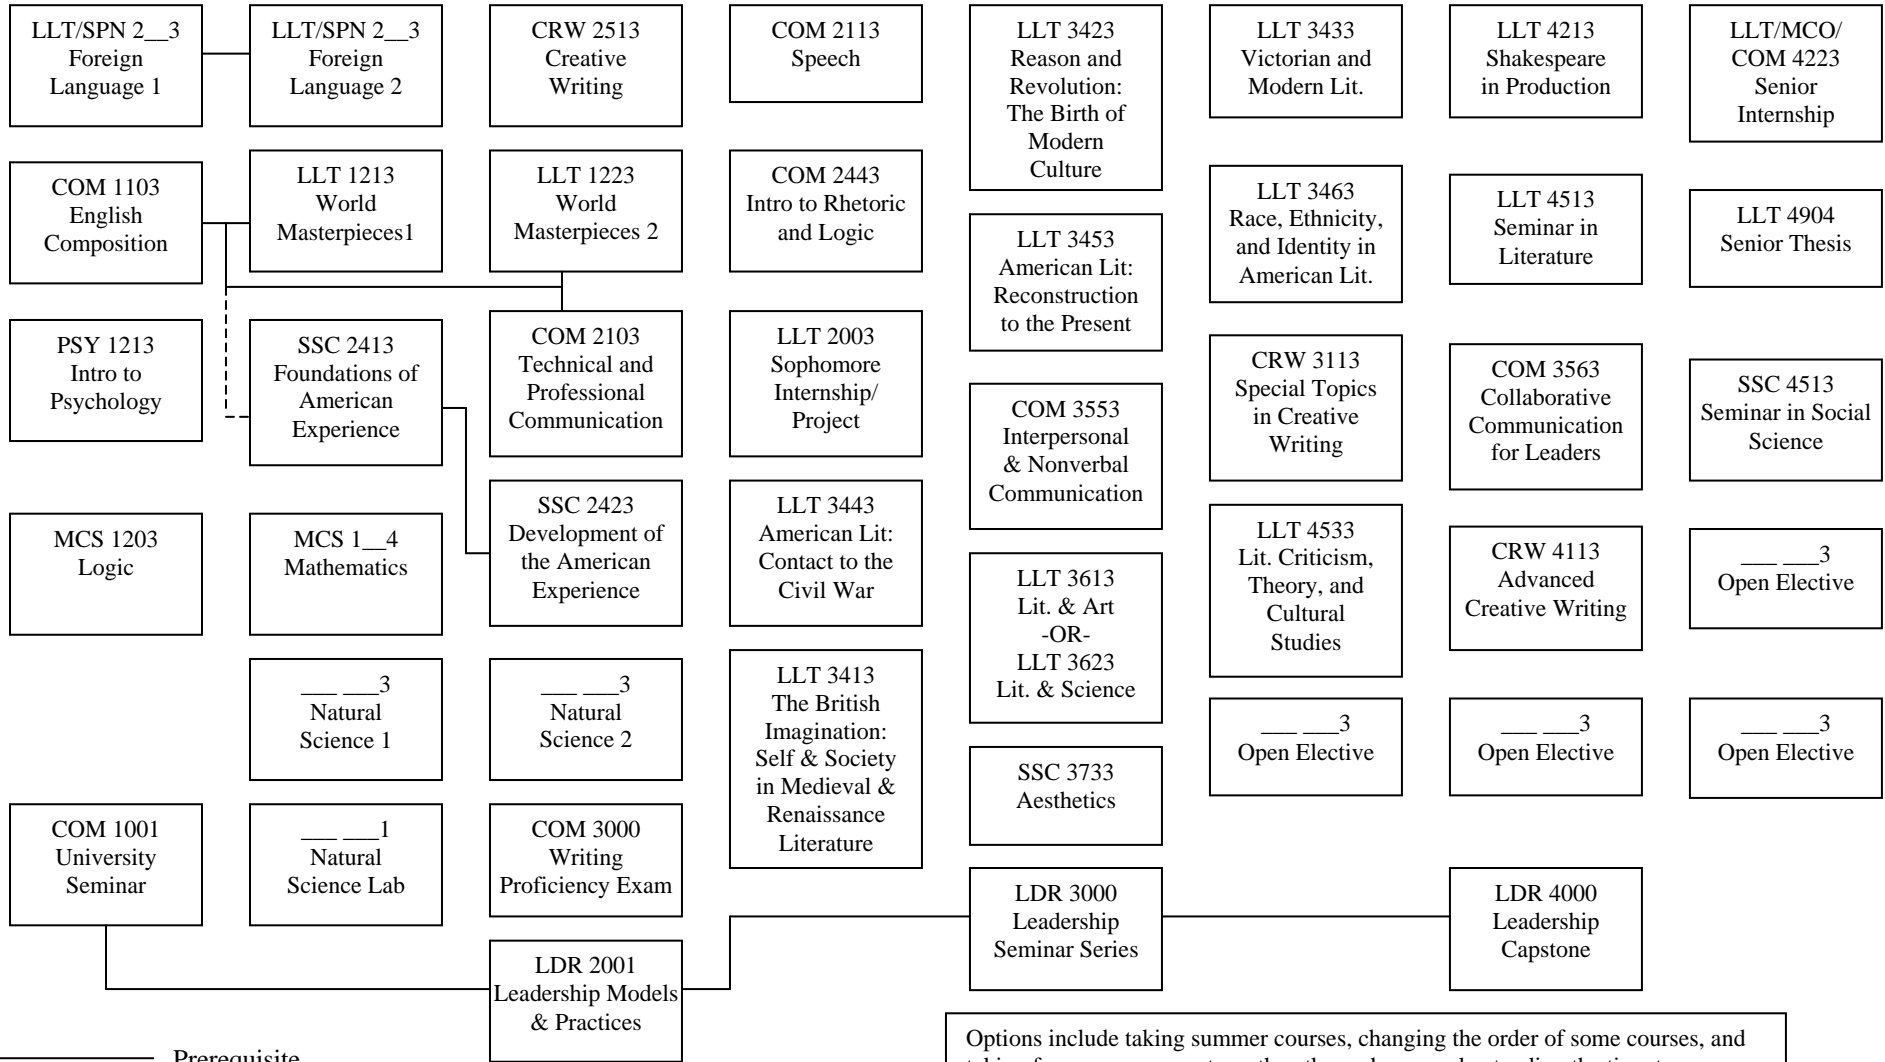 LLT/SPN 2__3
Foreign
Language 1
COM 1103
English
Composition
PSY 1213
Intro to
Psychology
MCS 1203
Logic
COM 1001
University
Seminar
LLT/SPN 2__3
Foreign
Language 2
LLT 1213
World
Masterpieces1
SSC 2413
Foundations of
American
Experience
MCS 1__4
Mathematics
___ ___3
Natural
Science 1
___ ___1
Natural
Science Lab
CRW 2513
Creative
Writing
LLT 1223
World
Masterpieces 2
COM 2103
Technical and
Professional
Communication
SSC 2423
Development of
the American
Experience
___ ___3
Natural
Science 2
COM 3000
Writing
Proficiency Exam
LDR 2001
Leadership Models
& Practices
COM 2113
Speech
COM 2443
Intro to Rhetoric
and Logic
LLT 2003
Sophomore
Internship/
Project
LLT 3443
American Lit:
Contact to the
Civil War
LLT 3413
The British
Imagination:
Self & Society
in Medieval &
Renaissance
Literature
LLT 3423
Reason and
Revolution:
The Birth of
Modern
Culture
LLT 3453
American Lit:
Reconstruction
to the Present
COM 3553
Interpersonal
& Nonverbal
Communication
LLT 3613
Lit. & Art
-OR-
LLT 3623
Lit. & Science
SSC 3733
Aesthetics
LDR 3000
Leadership
Seminar Series
LLT 3433
Victorian and
Modern Lit.
LLT 3463
Race, Ethnicity,
and Identity in
American Lit.
CRW 3113
Special Topics
in Creative
Writing
LLT 4533
Lit. Criticism,
Theory, and
Cultural
Studies
___ ___3
Open Elective
LLT 4213
Shakespeare
in Production
LLT 4513
Seminar in
Literature
COM 3563
Collaborative
Communication
for Leaders
CRW 4113
Advanced
Creative Writing
___ ___3
Open Elective
LDR 4000
Leadership
Capstone
LLT/MCO/
COM 4223
Senior
Internship
LLT 4904
Senior Thesis
SSC 4513
Seminar in Social
Science
___ ___3
Open Elective
___ ___3
Open Elective
Prerequisite
Options include taking summer courses, changing the order of some courses, and